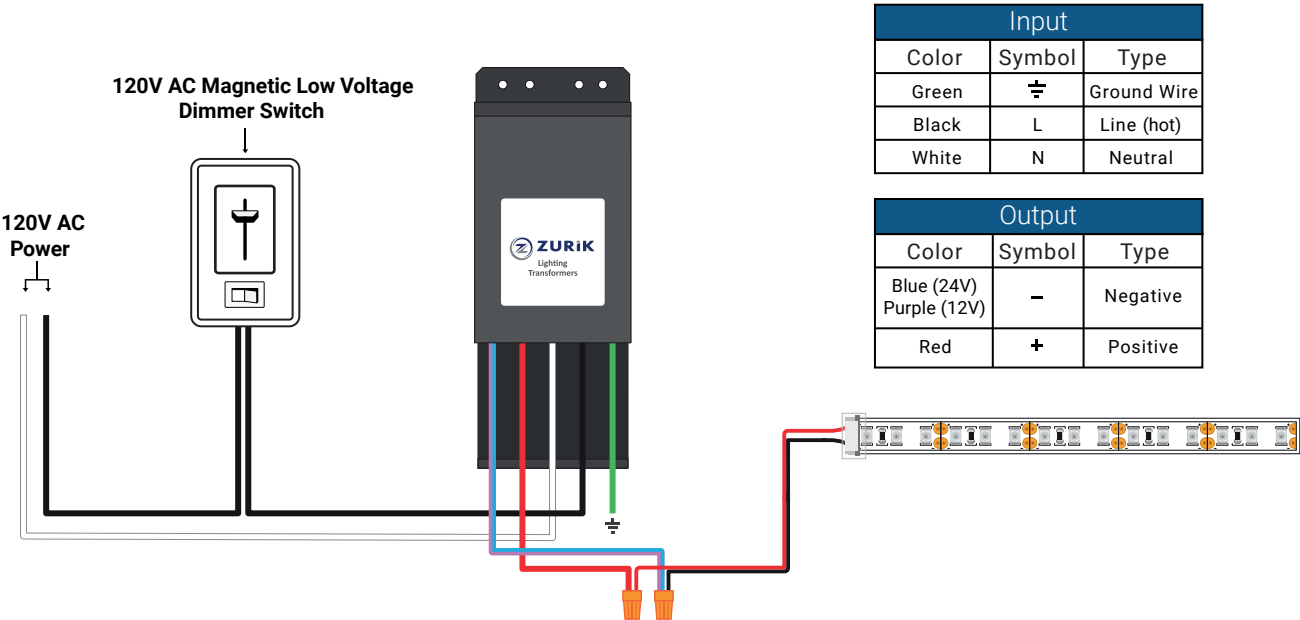 120V AC Magnetic Low Voltage
Dimmer Switch
120V AC
Power
ZURiK
Lighting
Transformers
Input
Color Symbol Type
Green Ground Wire
Black L Line (hot)
White N Neutral
Output
Color Symbol Type
Blue (24V)
Purple (12V)
- Negative
Red + Positive